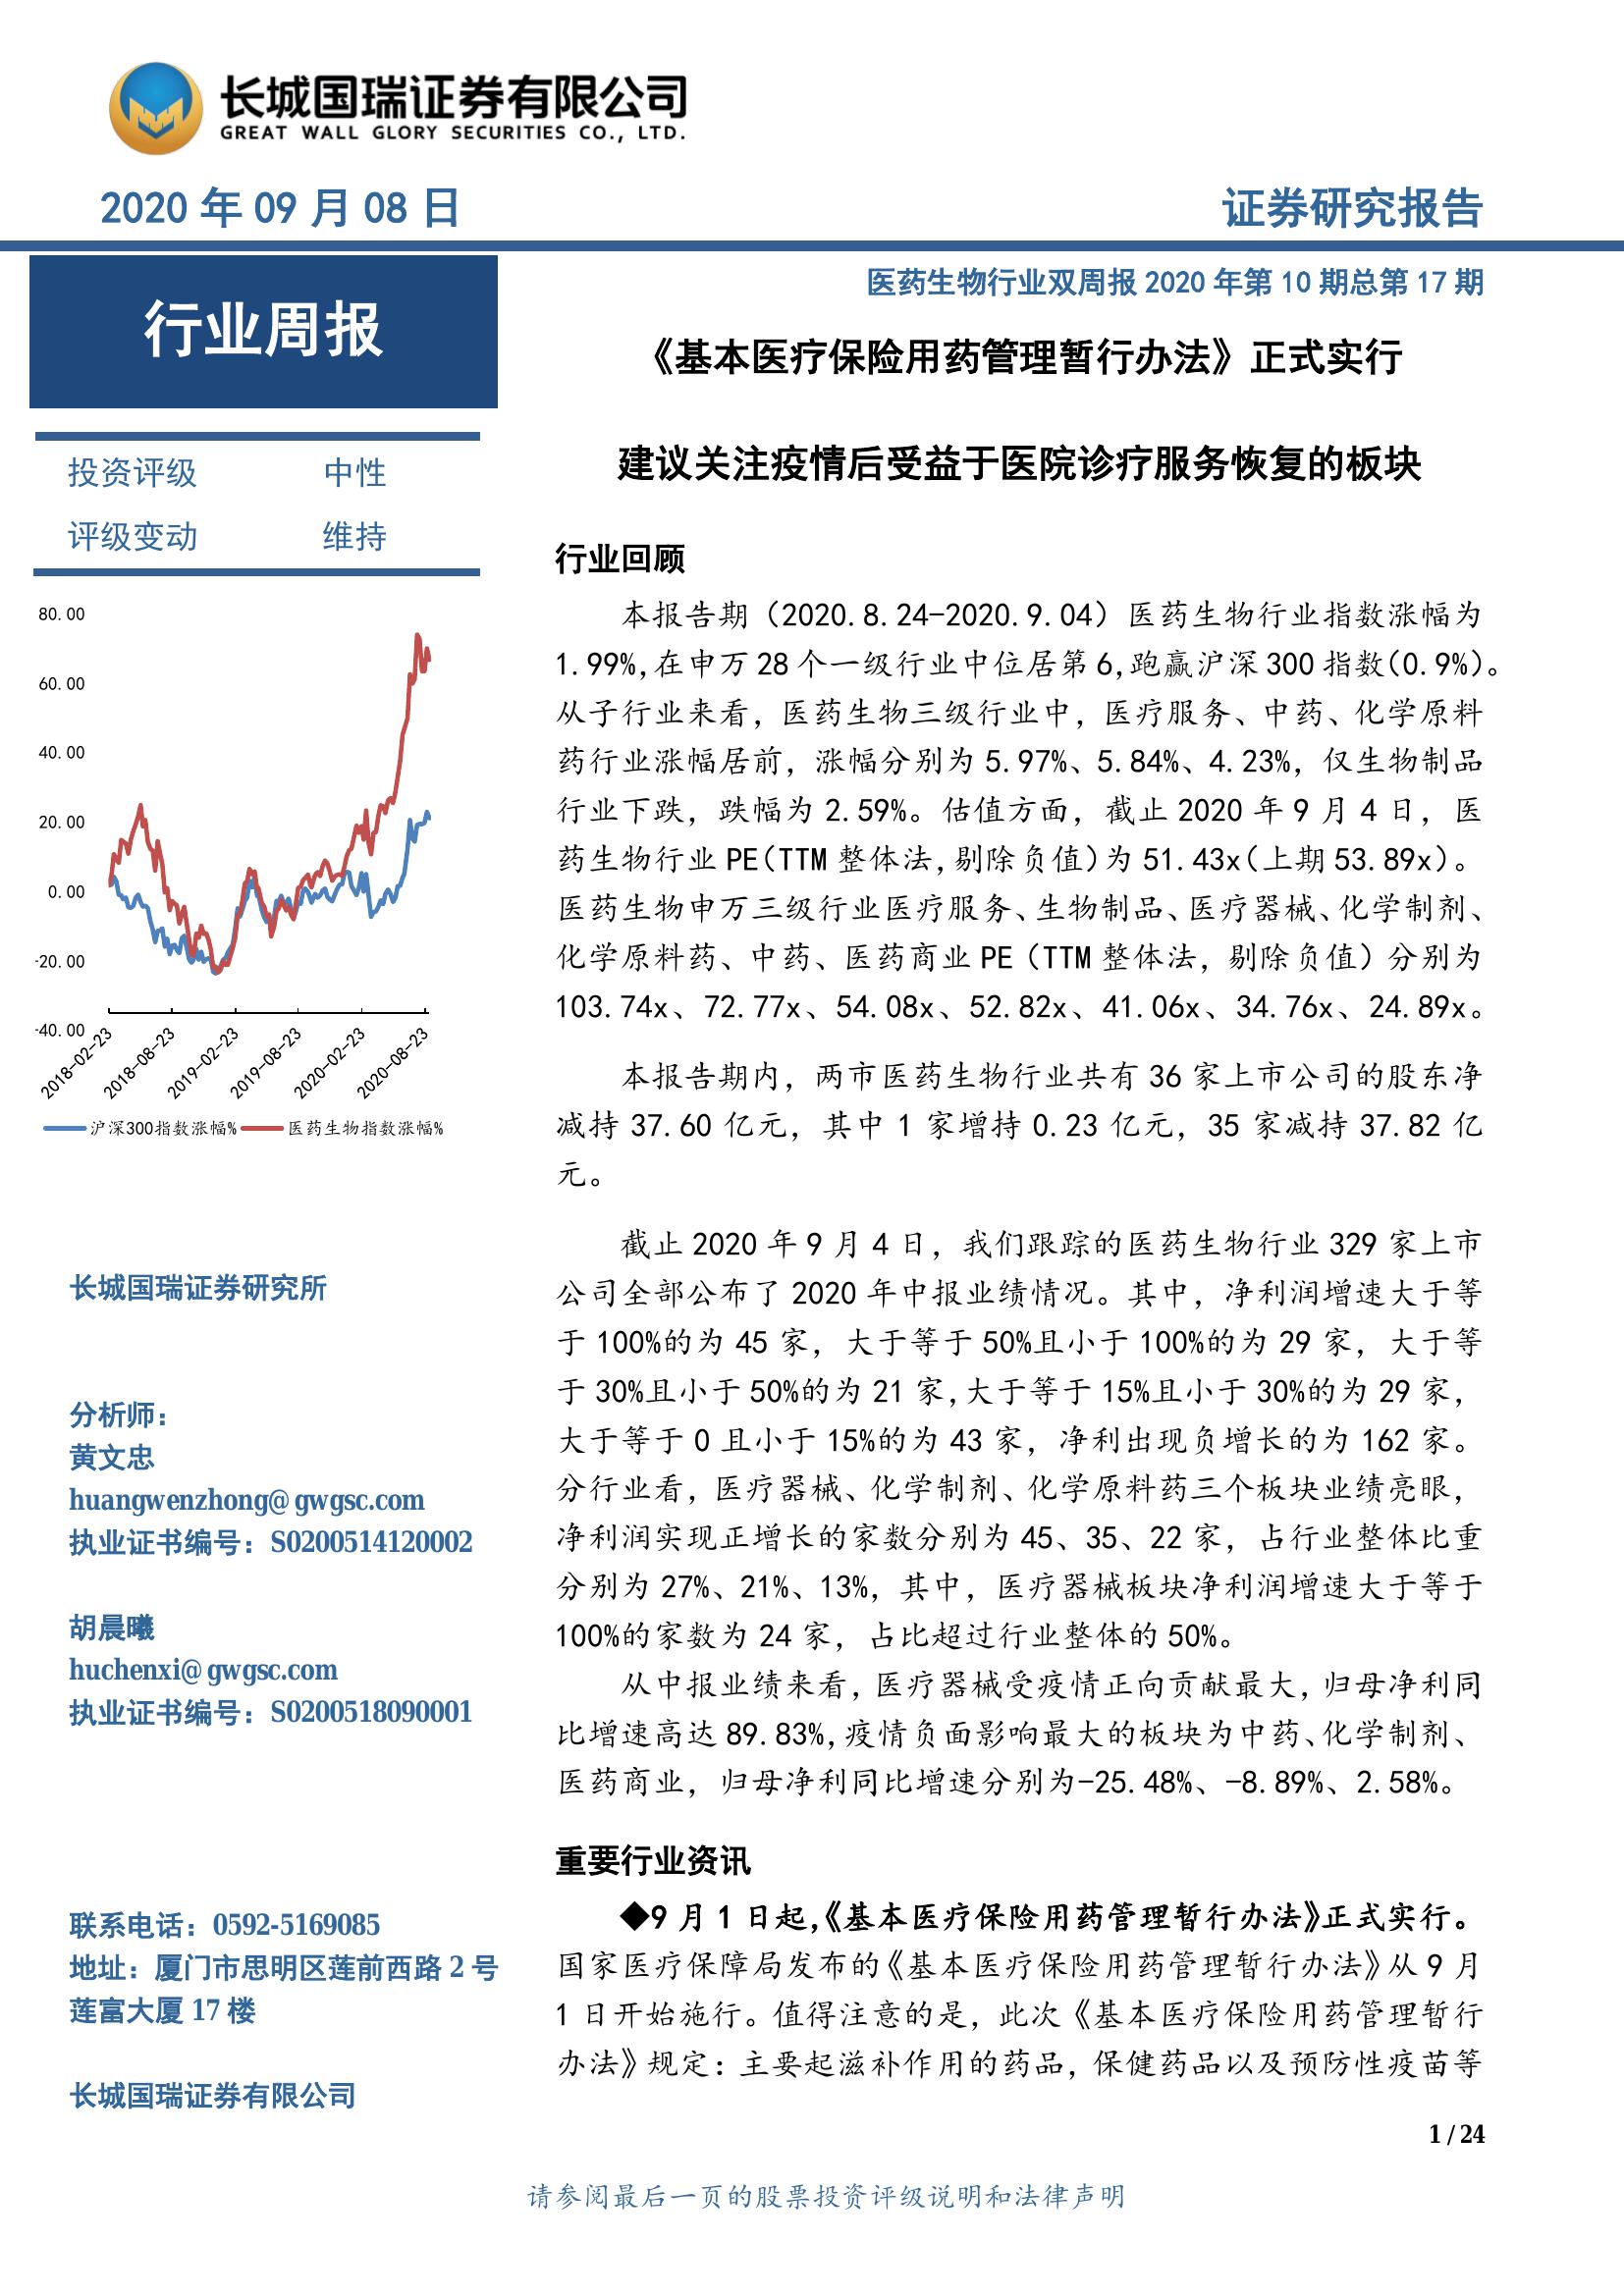 长城国瑞证券有限公司
GREAT WALL GLORY SECURITIES CO., LTD.
2020 年 09 月 08 日
证券研究报告
行业周报
投资评级 中性
评级变动 维持
80.00
60.00
40.00
20.00
0.00
-20.00
-40.00
2018-02-23
2018-08-23
2019-02-23
2019-08-23
2020-02-23
2020-08-23
沪深300指数涨幅% 医药生物指数涨幅%
长城国瑞证券研究所
分析师：
黄文忠
huangwenzhong@gwgsc.com
执业证书编号：S0200514120002
胡晨曦
huchenxi@gwgsc.com
执业证书编号：S0200518090001
联系电话：0592-5169085
地址：厦门市思明区莲前西路 2 号
莲富大厦 17 楼
长城国瑞证券有限公司
医药生物行业双周报 2020 年第 10 期总第 17 期
《基本医疗保险用药管理暂行办法》正式实行
建议关注疫情后受益于医院诊疗服务恢复的板块
行业回顾
本报告期（2020.8.24-2020.9.04）医药生物行业指数涨幅为
1.99%,在申万 28 个一级行业中位居第 6,跑赢沪深 300 指数(0.9%)。
从子行业来看，医药生物三级行业中，医疗服务、中药、化学原料
药行业涨幅居前，涨幅分别为 5.97%、5.84%、4.23%，仅生物制品
行业下跌，跌幅为 2.59%。估值方面，截止 2020 年 9 月 4 日，医
药生物行业 PE(TTM 整体法,剔除负值)为 51.43x(上期 53.89x)。
医药生物申万三级行业医疗服务、生物制品、医疗器械、化学制剂、
化学原料药、中药、医药商业 PE（TTM 整体法，剔除负值）分别为
103.74x、72.77x、54.08x、52.82x、41.06x、34.76x、24.89x。
本报告期内，两市医药生物行业共有 36 家上市公司的股东净
减持 37.60 亿元，其中 1 家增持 0.23 亿元，35 家减持 37.82 亿
元。
截止 2020 年 9 月 4 日，我们跟踪的医药生物行业 329 家上市
公司全部公布了 2020 年中报业绩情况。其中，净利润增速大于等
于 100%的为 45 家，大于等于 50%且小于 100%的为 29 家，大于等
于 30%且小于 50%的为 21 家,大于等于 15%且小于 30%的为 29 家，
大于等于 0 且小于 15%的为 43 家，净利出现负增长的为 162 家。
分行业看，医疗器械、化学制剂、化学原料药三个板块业绩亮眼，
净利润实现正增长的家数分别为 45、35、22 家，占行业整体比重
分别为 27%、21%、13%，其中，医疗器械板块净利润增速大于等于
100%的家数为 24 家，占比超过行业整体的 50%。
从中报业绩来看，医疗器械受疫情正向贡献最大，归母净利同
比增速高达 89.83%,疫情负面影响最大的板块为中药、化学制剂、
医药商业，归母净利同比增速分别为-25.48%、-8.89%、2.58%。
重要行业资讯
◆9 月 1 日起,《基本医疗保险用药管理暂行办法》正式实行。
国家医疗保障局发布的《基本医疗保险用药管理暂行办法》从 9 月
1 日开始施行。值得注意的是，此次《基本医疗保险用药管理暂行
办法》规定：主要起滋补作用的药品，保健药品以及预防性疫苗等
1 / 24
请参阅最后一页的股票投资评级说明和法律声明